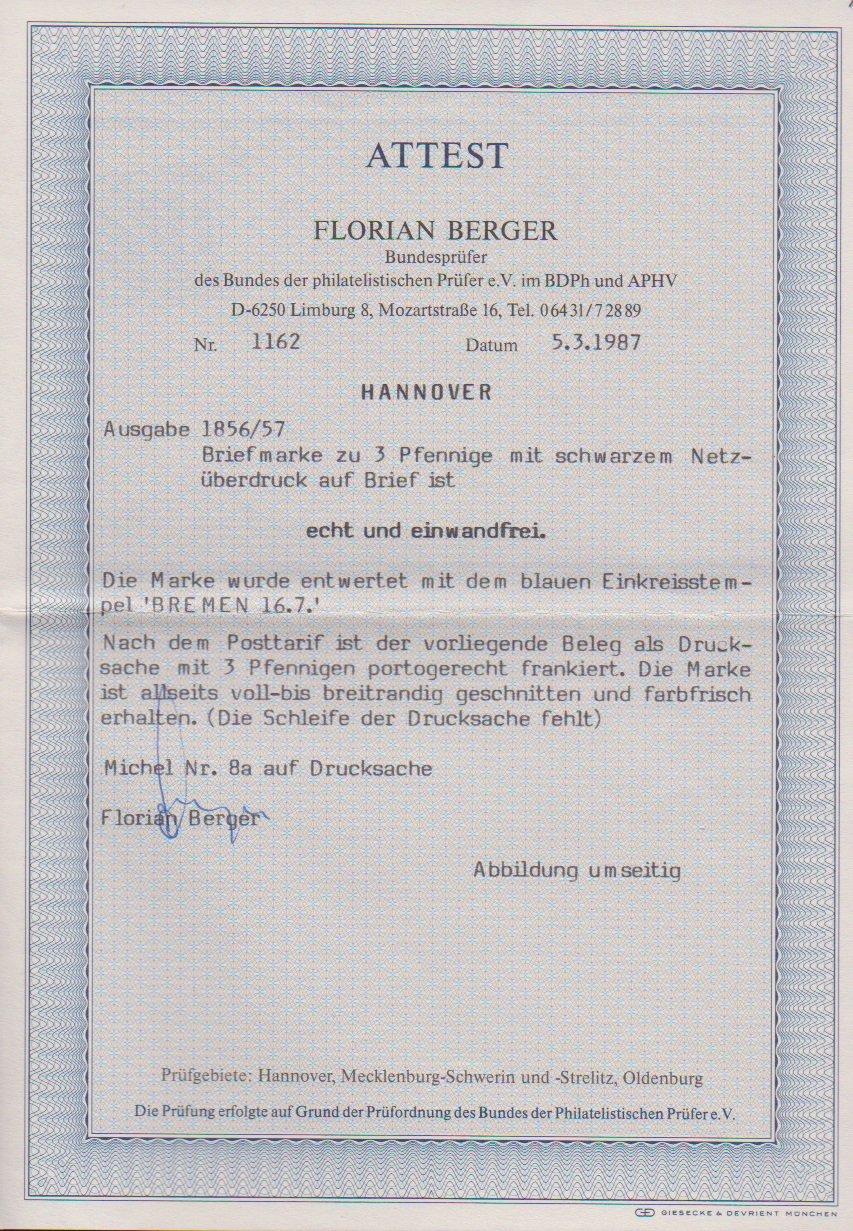 ATTEST
FLORIAN BERGER
Bundesprüfer
des Bundes der philatelistischen Prüfer e.V. im BDPh und APHV
D-6250 Limburg 8, Mozartstraße 16, Tel. 06431/72889
Nr. 1162 Datum 5.3.1987
HANNOVER
Ausgabe 1856/57
Briefmarke zu 3 Pfennige mit schwarzem Netz-
überdruck auf Brief ist
echt und einwandfrei.
Die Marke wurde entwertet mit dem blauen Einkreisstem-
pel 'BREMEN 16.7.'
Nach dem Posttarif ist der vorliegende Beleg als Druck-
sache mit 3 Pfennigen portogerecht frankiert. Die Marke
ist allseits voll-bis breitrandig geschnitten und farbfrisch
erhalten. (Die Schleife der Drucksache fehlt)
Michel Nr. 8a auf Drucksache
Florian Berger
Abbildung umseitig
Prüfgebiete: Hannover, Mecklenburg-Schwerin und -Strelitz, Oldenburg
Die Prüfung erfolgte auf Grund der Prüfordnung des Bundes der Philatelistischen Prüfer e.V.
GIESECKE & DEVRIENT MÜNCHEN